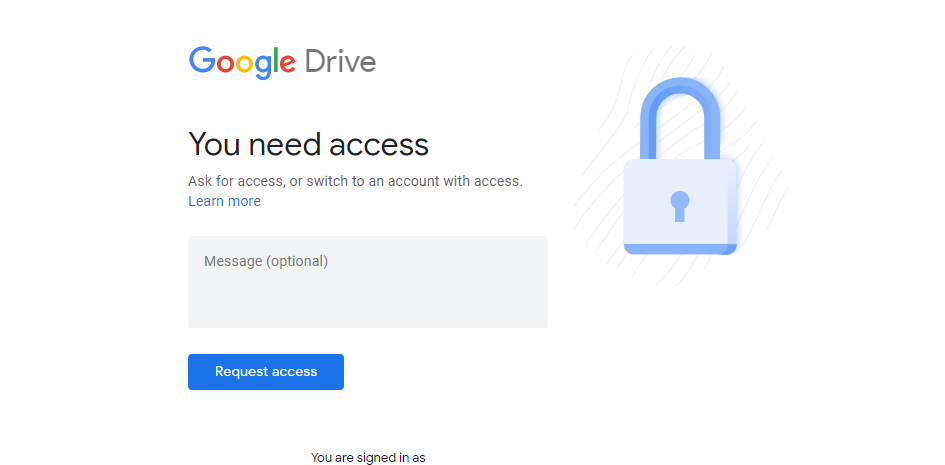 Google Drive
You need access
Ask for access, or switch to an account with access.
Learn more
Message (optional)
Request access
You are signed in as